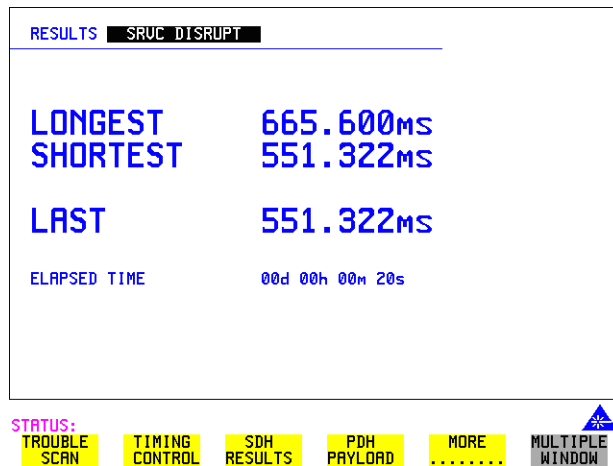 RESULTS SRVC DISRUPT
LONGEST 665.600ms
SHORTEST 551.322ms
LAST 551.322ms
ELAPSED TIME 00d 00h 00m 20s
STATUS:
TROUBLE SCAN TIMING CONTROL SDH RESULTS PDH PAYLOAD MORE ........ MULTIPLE WINDOW